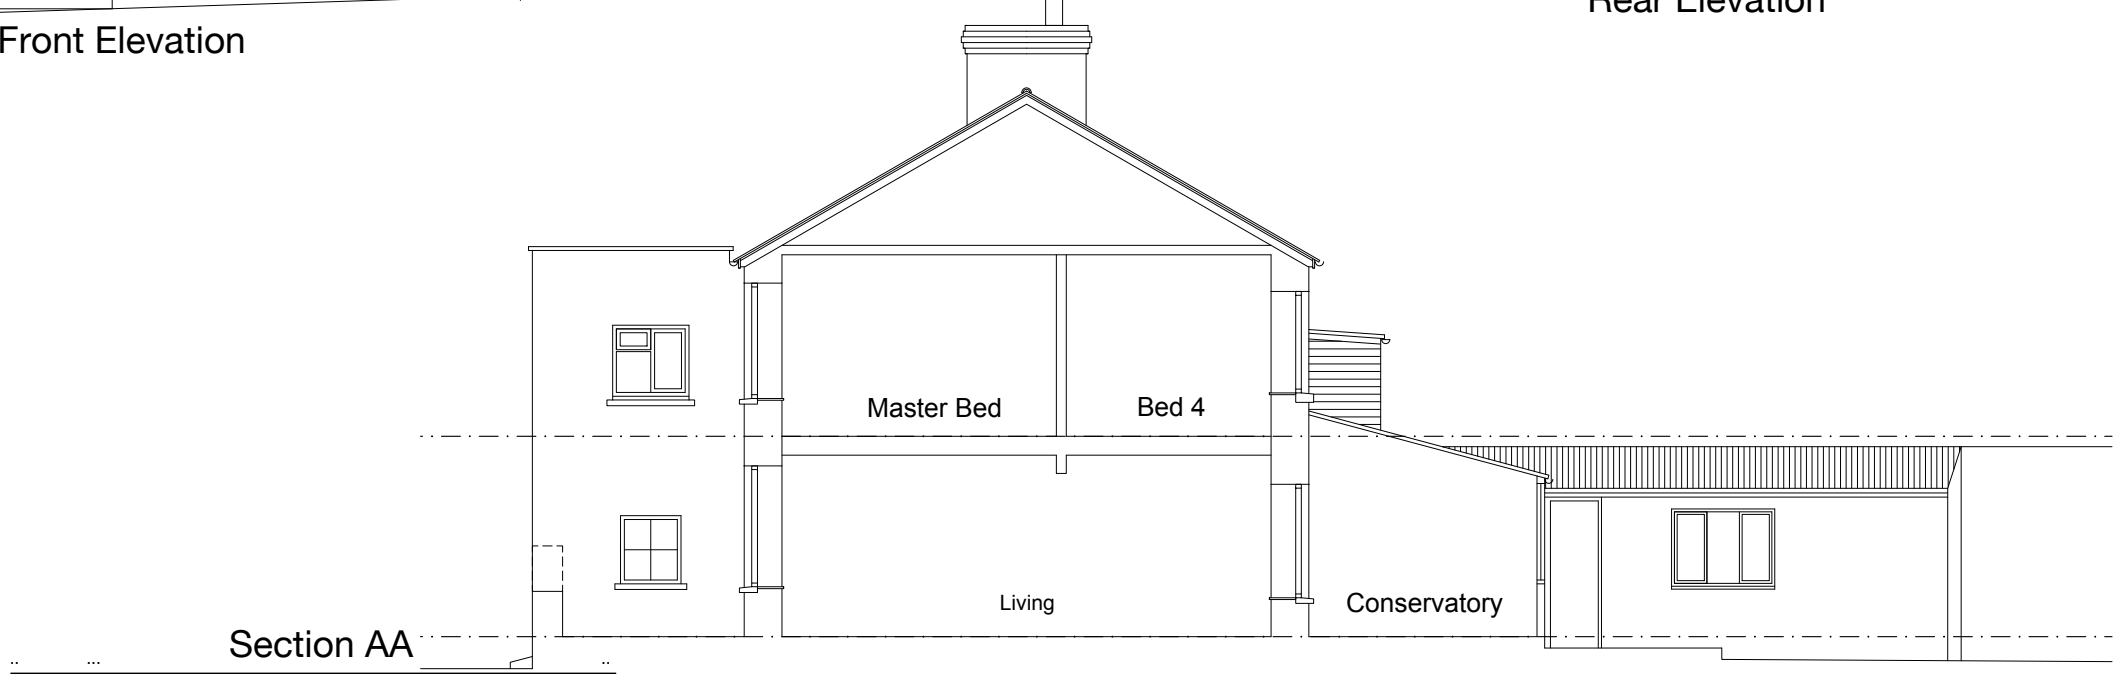 Rear Elevation
Front Elevation
Master Bed
Bed 4
Living
Conservatory
Section AA